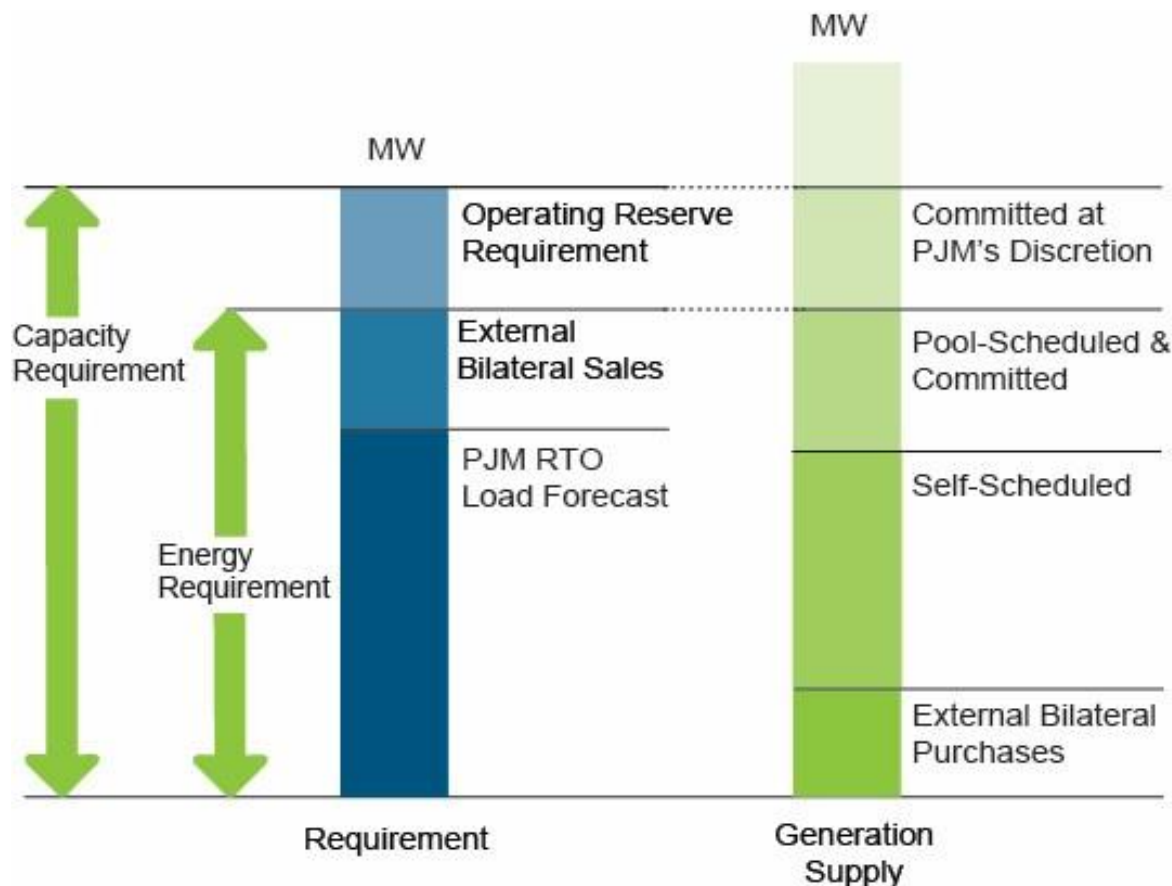 MW
MW
Operating Reserve
Requirement
Committed at
PJM's Discretion
Capacity
Requirement
External
Bilateral Sales
Pool-Scheduled &
Committed
PJM RTO
Load Forecast
Self-Scheduled
Energy
Requirement
External Bilateral
Purchases
Requirement
Generation
Supply